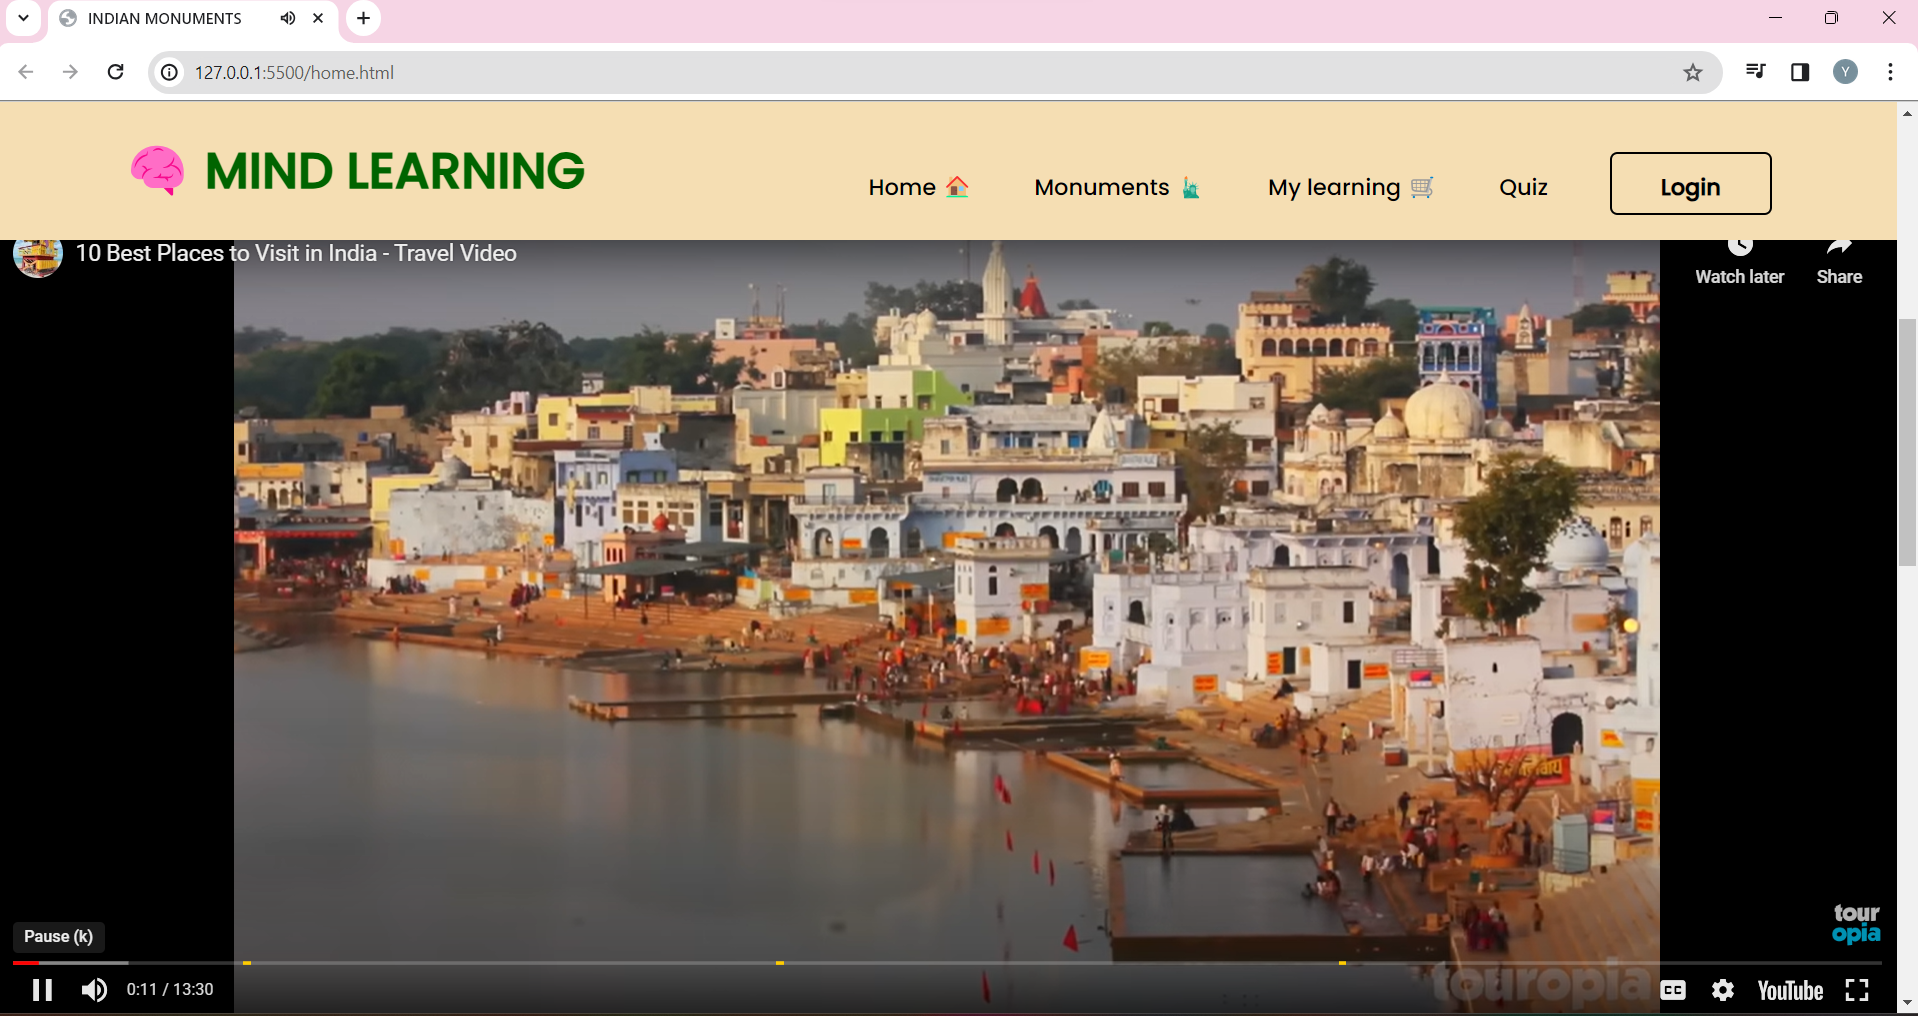 INDIAN MONUMENTS
127.0.0.1:5500/home.html
Y
MIND LEARNING
Home
Monuments
My learning
Quiz
Login
10 Best Places to Visit in India - Travel Video
Watch later
Share
tour
opia
Pause (k)
touropia
0:11 / 13:30
CC
YouTube